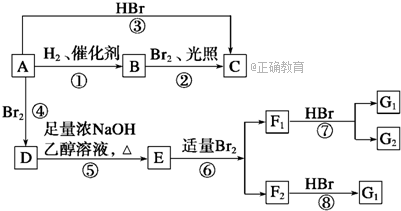 HBr
③
A H₂、催化剂 ① B Br₂、光照 ② C
@正确教育
Br₂ ④
足量浓NaOH
D 乙醇溶液,△ ⑤ E 适量Br₂ ⑥
F₁ HBr ⑦ G₁
G₂
F₂ HBr ⑧ G₁